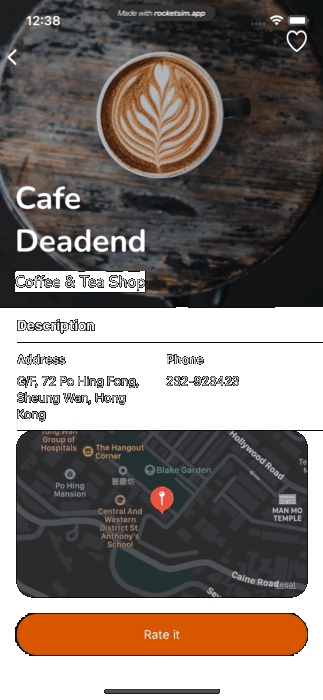 Made with rocketsim.app
12:38
Cafe
Deadend
Coffee & Tea Shop
Description
Address
Phone
G/F, 72 Po Hing Fong,
Sheung Wan, Hong
Kong
232-923423
Tung Wah
Group of
Hospitals
The Hangout
Corner
Hollywood Road
Blake Garden
普慶坊
Po Hing
Mansion
Central And
Western
District St.
Anthony's
School
MAN MO
TEMPLE
Caine Road
Legal
Rate it